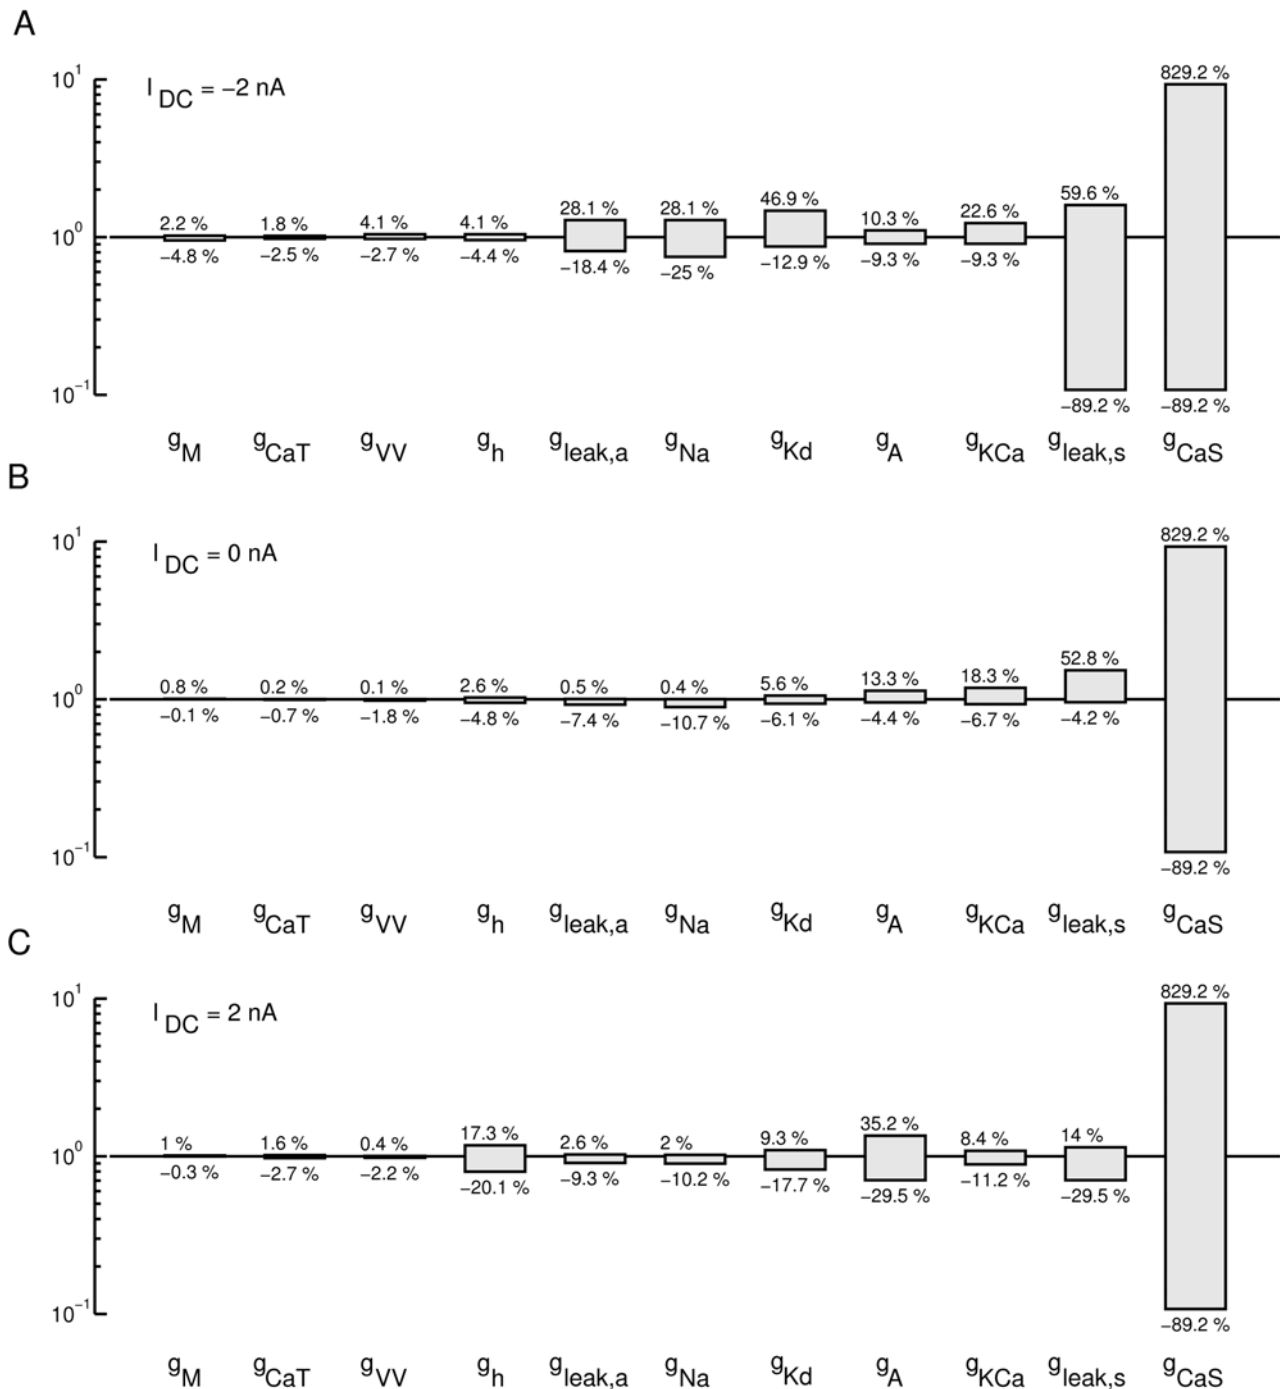 A
I DC = −2 nA
10^1
10^0
10^−1
2.2 % 1.8 % 4.1 % 4.1 % 28.1 % 28.1 % 46.9 % 10.3 % 22.6 % 59.6 % 829.2 %
−4.8 % −2.5 % −2.7 % −4.4 % −18.4 % −25 % −12.9 % −9.3 % −9.3 % −89.2 % −89.2 %
g_M g_CaT g_VV g_h g_leak,a g_Na g_Kd g_A g_KCa g_leak,s g_CaS
B
I DC = 0 nA
10^1
10^0
10^−1
0.8 % 0.2 % 0.1 % 2.6 % 0.5 % 0.4 % 5.6 % 13.3 % 18.3 % 52.8 % 829.2 %
−0.1 % −0.7 % −1.8 % −4.8 % −7.4 % −10.7 % −6.1 % −4.4 % −6.7 % −4.2 % −89.2 %
g_M g_CaT g_VV g_h g_leak,a g_Na g_Kd g_A g_KCa g_leak,s g_CaS
C
I DC = 2 nA
10^1
10^0
10^−1
1 % 1.6 % 0.4 % 17.3 % 2.6 % 2 % 9.3 % 35.2 % 8.4 % 14 % 829.2 %
−0.3 % −2.7 % −2.2 % −20.1 % −9.3 % −10.2 % −17.7 % −29.5 % −11.2 % −29.5 % −89.2 %
g_M g_CaT g_VV g_h g_leak,a g_Na g_Kd g_A g_KCa g_leak,s g_CaS